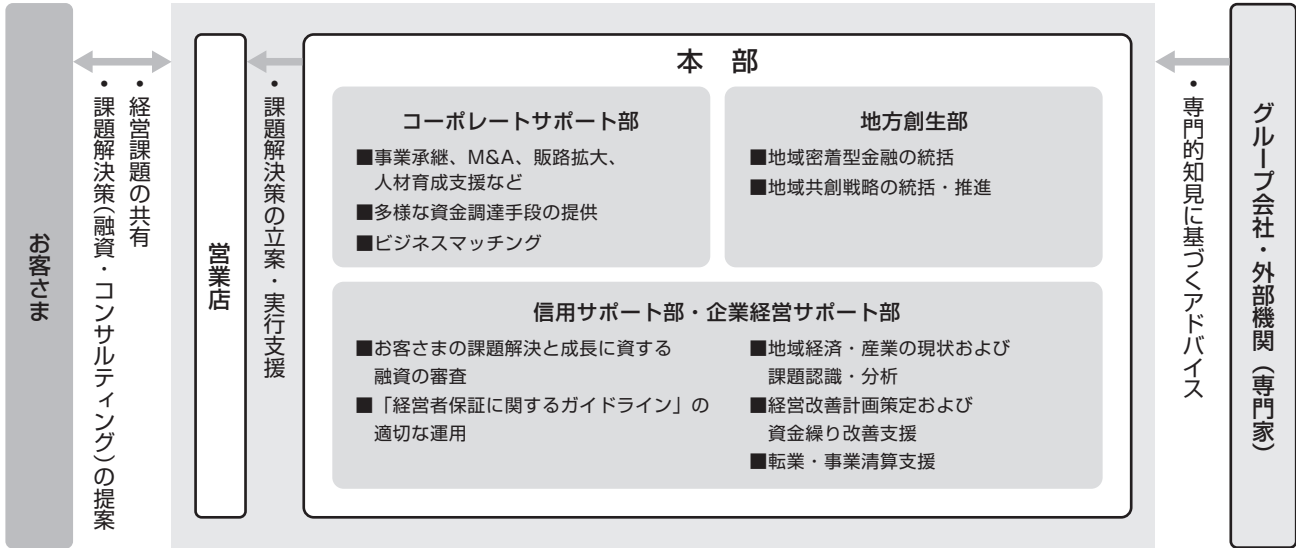 お客さま
・経営課題の共有
・課題解決策(融資・コンサルティング)の提案
営業店
・課題解決策の立案・実行支援
本　部
コーポレートサポート部
■事業承継、M&A、販路拡大、
人材育成支援など
■多様な資金調達手段の提供
■ビジネスマッチング
地方創生部
■地域密着型金融の統括
■地域共創戦略の統括・推進
信用サポート部・企業経営サポート部
■お客さまの課題解決と成長に資する
融資の審査
■「経営者保証に関するガイドライン」の
適切な運用
■地域経済・産業の現状および
課題認識・分析
■経営改善計画策定および
資金繰り改善支援
■転業・事業清算支援
・専門的知見に基づくアドバイス
グループ会社・外部機関（専門家）